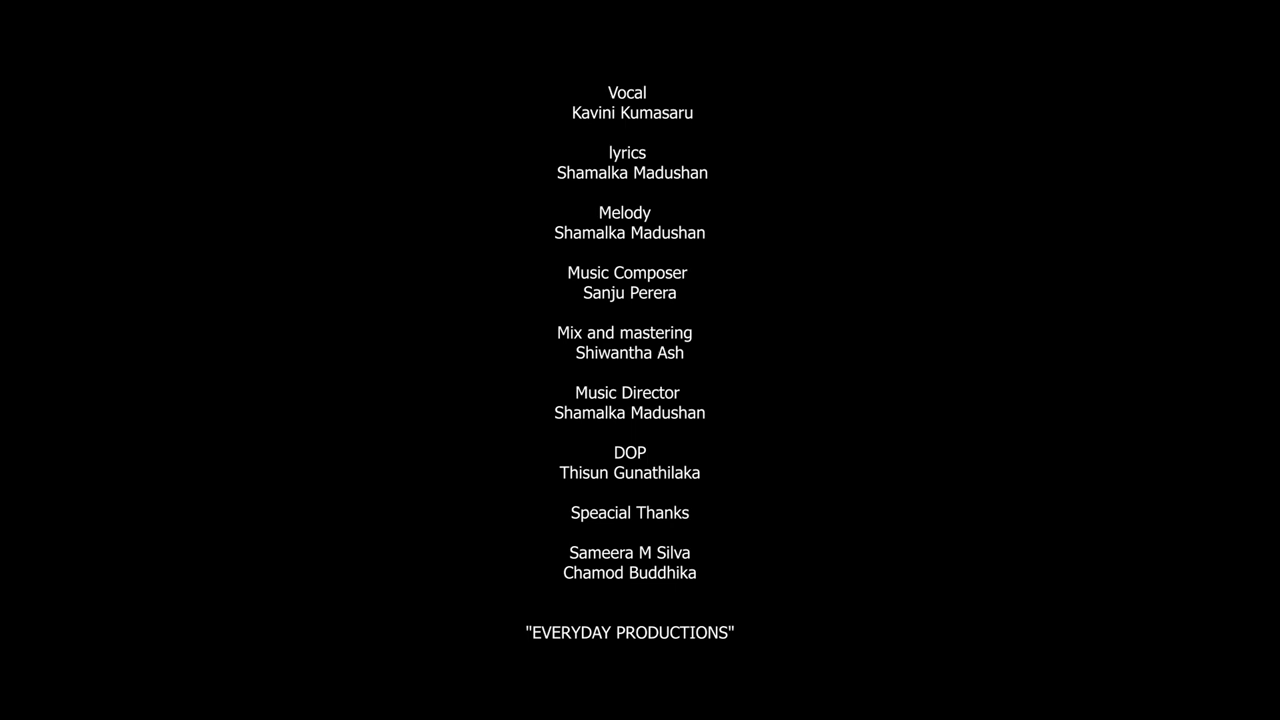 Vocal
Kavini Kumasaru
lyrics
Shamalka Madushan
Melody
Shamalka Madushan
Music Composer
Sanju Perera
Mix and mastering
Shiwantha Ash
Music Director
Shamalka Madushan
DOP
Thisun Gunathilaka
Speacial Thanks
Sameera M Silva
Chamod Buddhika
"EVERYDAY PRODUCTIONS"